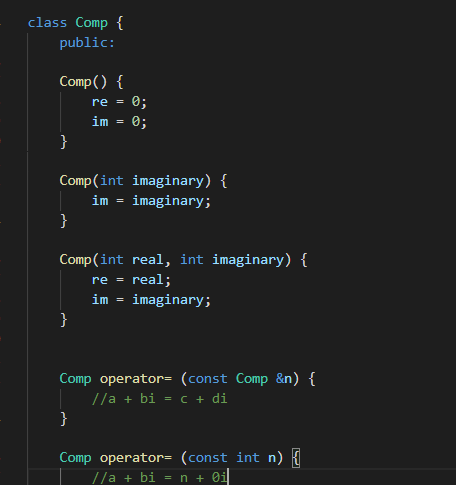 class Comp {
public:
Comp() {
re = 0;
im = 0;
}
Comp(int imaginary) {
im = imaginary;
}
Comp(int real, int imaginary) {
re = real;
im = imaginary;
}
Comp operator= (const Comp &n) {
//a + bi = c + di
}
Comp operator= (const int n) {
//a + bi = n + 0i